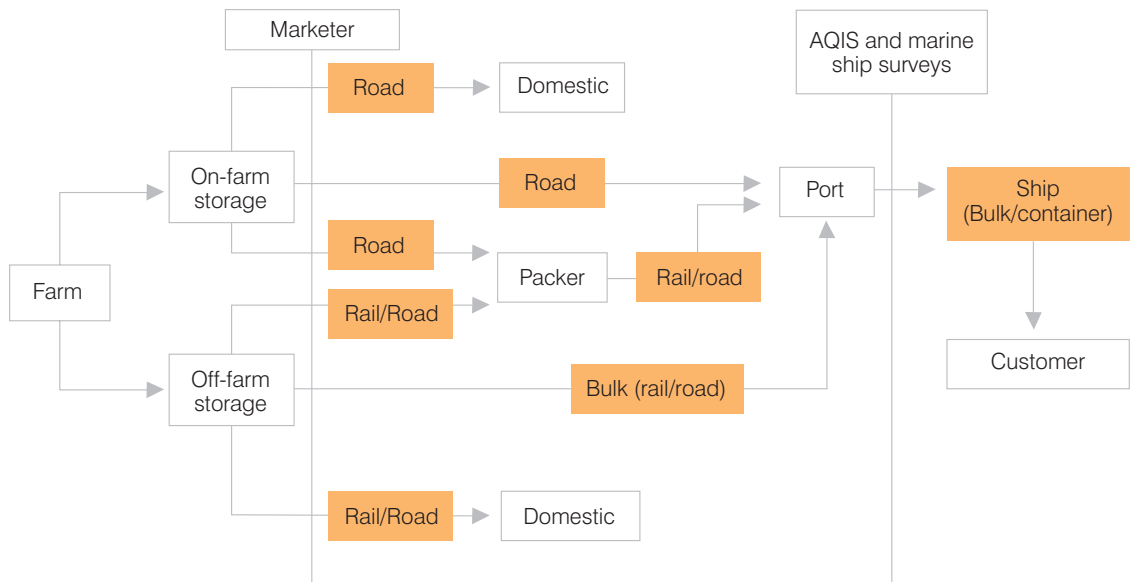 Marketer
AQIS and marine
ship surveys
Road
Domestic
On-farm
storage
Road
Port
Ship
(Bulk/container)
Road
Packer
Rail/road
Farm
Rail/Road
Off-farm
storage
Bulk (rail/road)
Customer
Rail/Road
Domestic